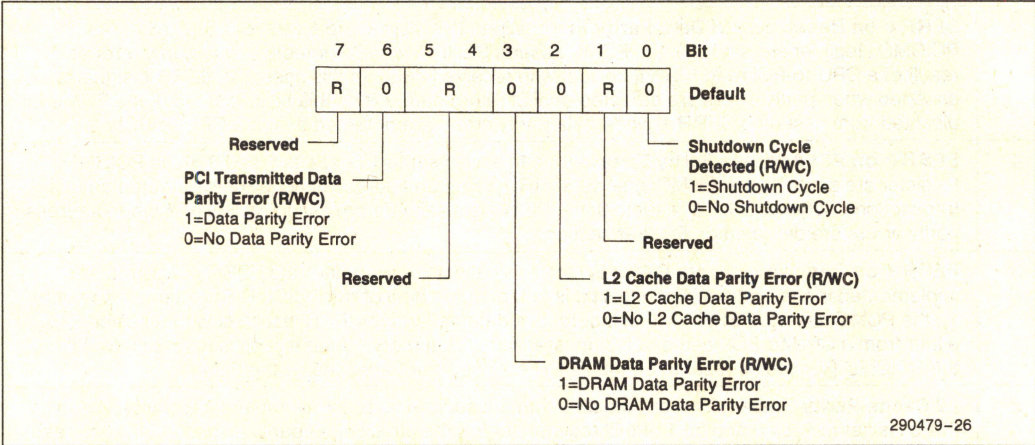 7 6 5 4 3 2 1 0 Bit
R 0 R 0 0 R 0 Default
Reserved
PCI Transmitted Data
Parity Error (R/WC)
1=Data Parity Error
0=No Data Parity Error
Reserved
Shutdown Cycle
Detected (R/WC)
1=Shutdown Cycle
0=No Shutdown Cycle
Reserved
L2 Cache Data Parity Error (R/WC)
1=L2 Cache Data Parity Error
0=No L2 Cache Data Parity Error
DRAM Data Parity Error (R/WC)
1=DRAM Data Parity Error
0=No DRAM Data Parity Error
290479-26